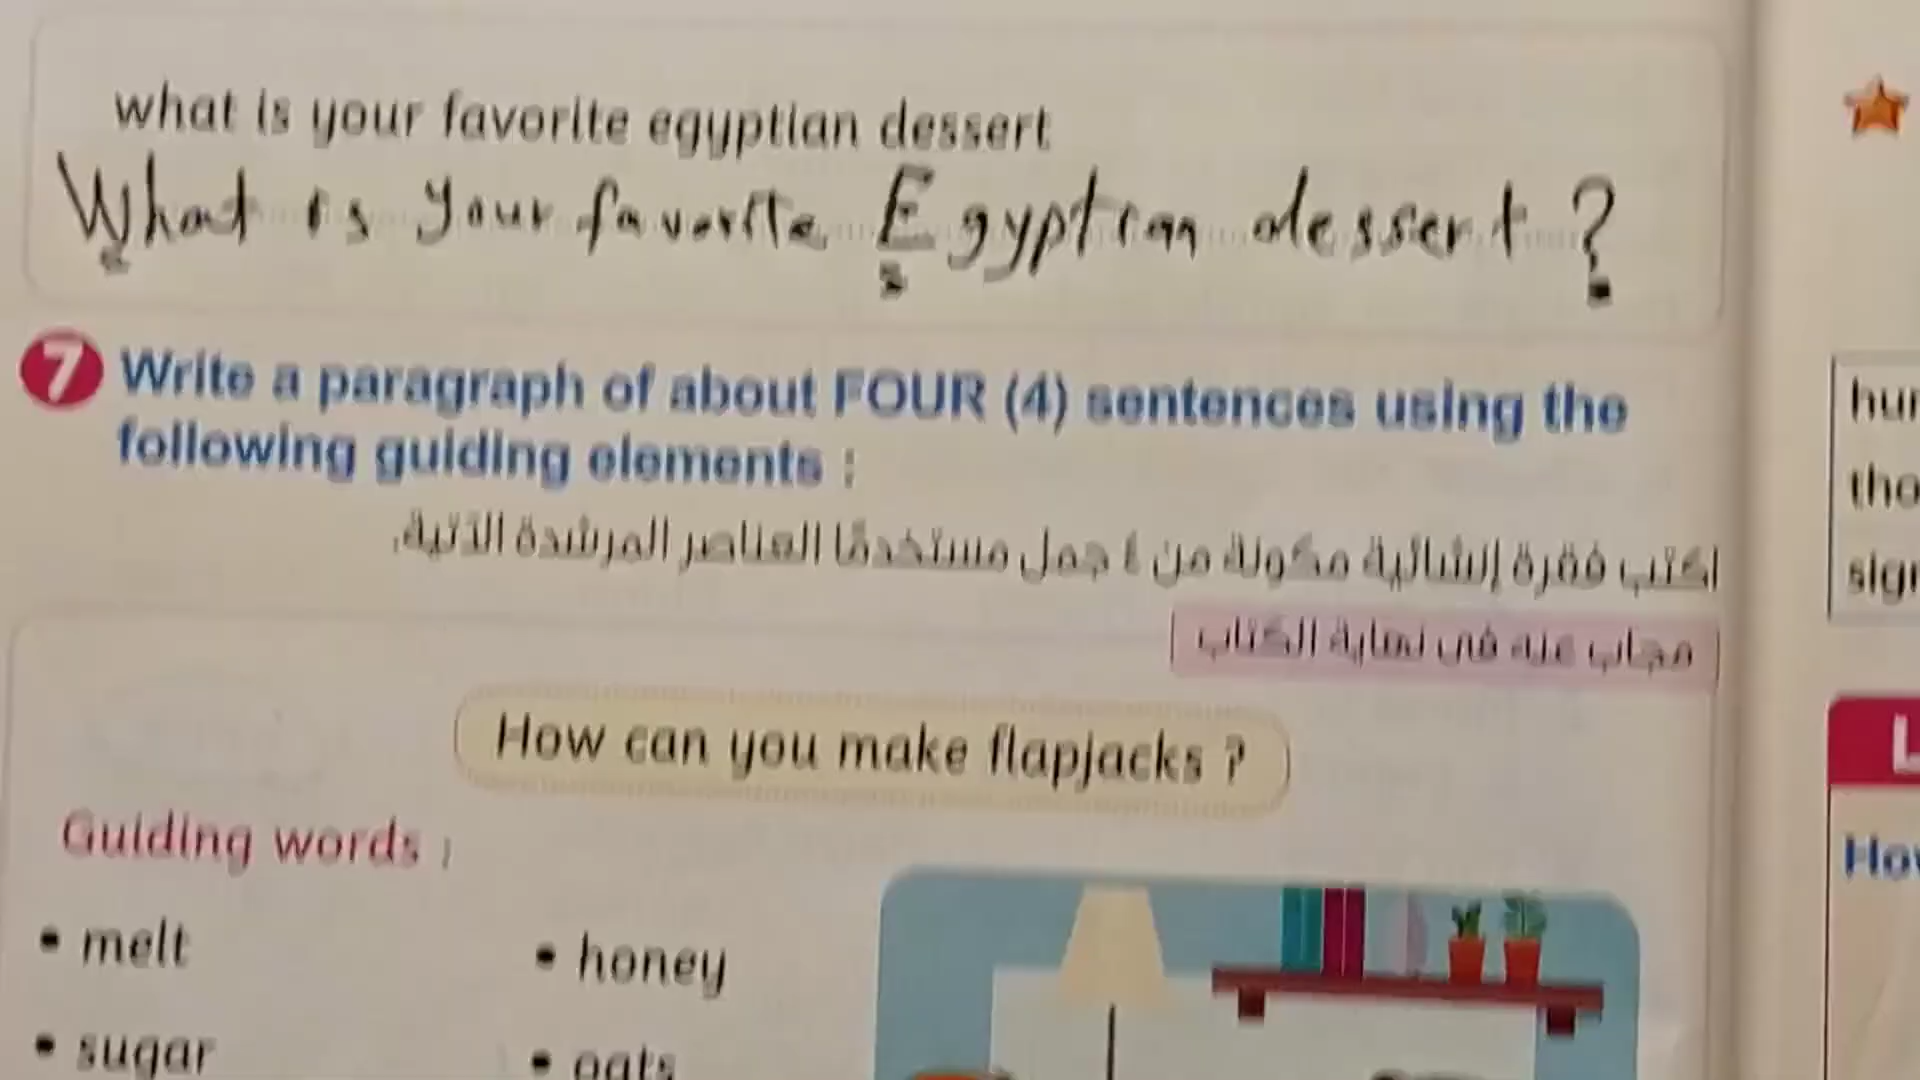 what is your favorite egyptian dessert
What is your favorite Egyptian dessert ?
7 Write a paragraph of about FOUR (4) sentences using the
following guiding elements :
اكتب فقرة إنشائية مكونة من ٤ جمل مستخدمًا العناصر المرشدة الآتية.
مجاب عنه فى نهاية الكتاب
How can you make flapjacks ?
Guiding words :
• melt
• honey
• sugar
• oats